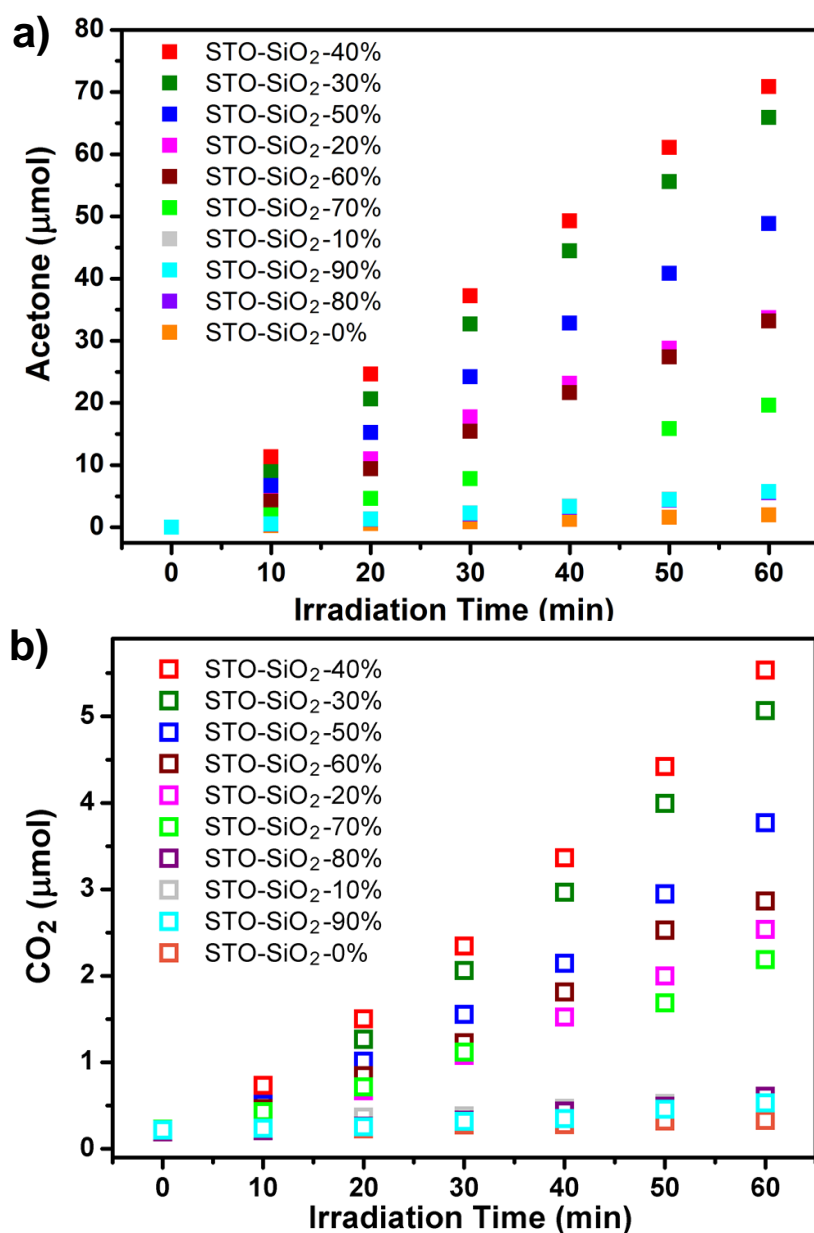 a)
80
70
60
50
40
30
20
10
0
Acetone (μmol)
STO-SiO₂-40%
STO-SiO₂-30%
STO-SiO₂-50%
STO-SiO₂-20%
STO-SiO₂-60%
STO-SiO₂-70%
STO-SiO₂-10%
STO-SiO₂-90%
STO-SiO₂-80%
STO-SiO₂-0%
0 10 20 30 40 50 60
Irradiation Time (min)
b)
5
4
3
2
1
0
CO₂ (μmol)
STO-SiO₂-40%
STO-SiO₂-30%
STO-SiO₂-50%
STO-SiO₂-60%
STO-SiO₂-20%
STO-SiO₂-70%
STO-SiO₂-80%
STO-SiO₂-10%
STO-SiO₂-90%
STO-SiO₂-0%
0 10 20 30 40 50 60
Irradiation Time (min)